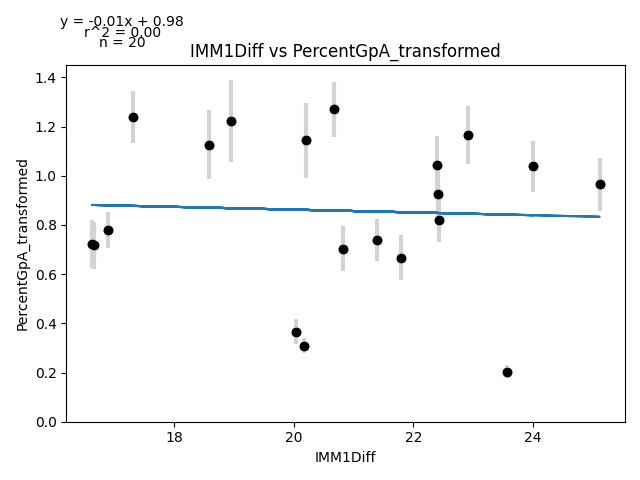 y = -0.01x + 0.98
r^2 = 0.00
n = 20
IMM1Diff vs PercentGpA_transformed
1.4
1.2
1.0
0.8
0.6
0.4
0.2
0.0
PercentGpA_transformed
18 20 22 24
IMM1Diff